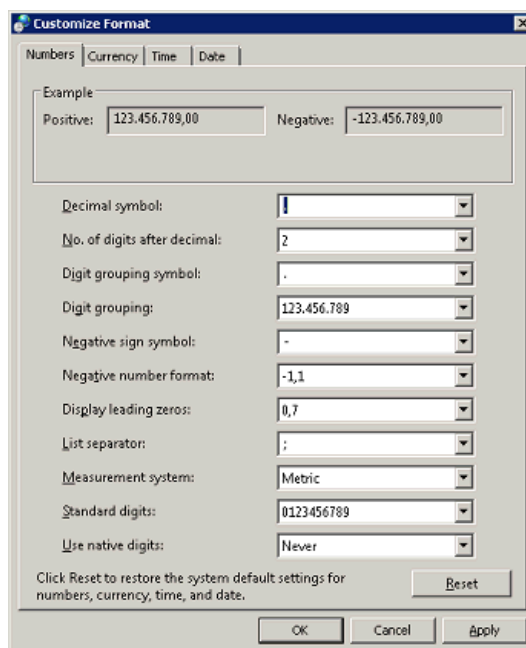 Customize Format
Numbers Currency Time Date
Example
Positive: 123.456.789,00 Negative: -123.456.789,00
Decimal symbol: ,
No. of digits after decimal: 2
Digit grouping symbol: .
Digit grouping: 123.456.789
Negative sign symbol: -
Negative number format: -1,1
Display leading zeros: 0,7
List separator: ;
Measurement system: Metric
Standard digits: 0123456789
Use native digits: Never
Click Reset to restore the system default settings for
numbers, currency, time, and date.
Reset
OK Cancel Apply